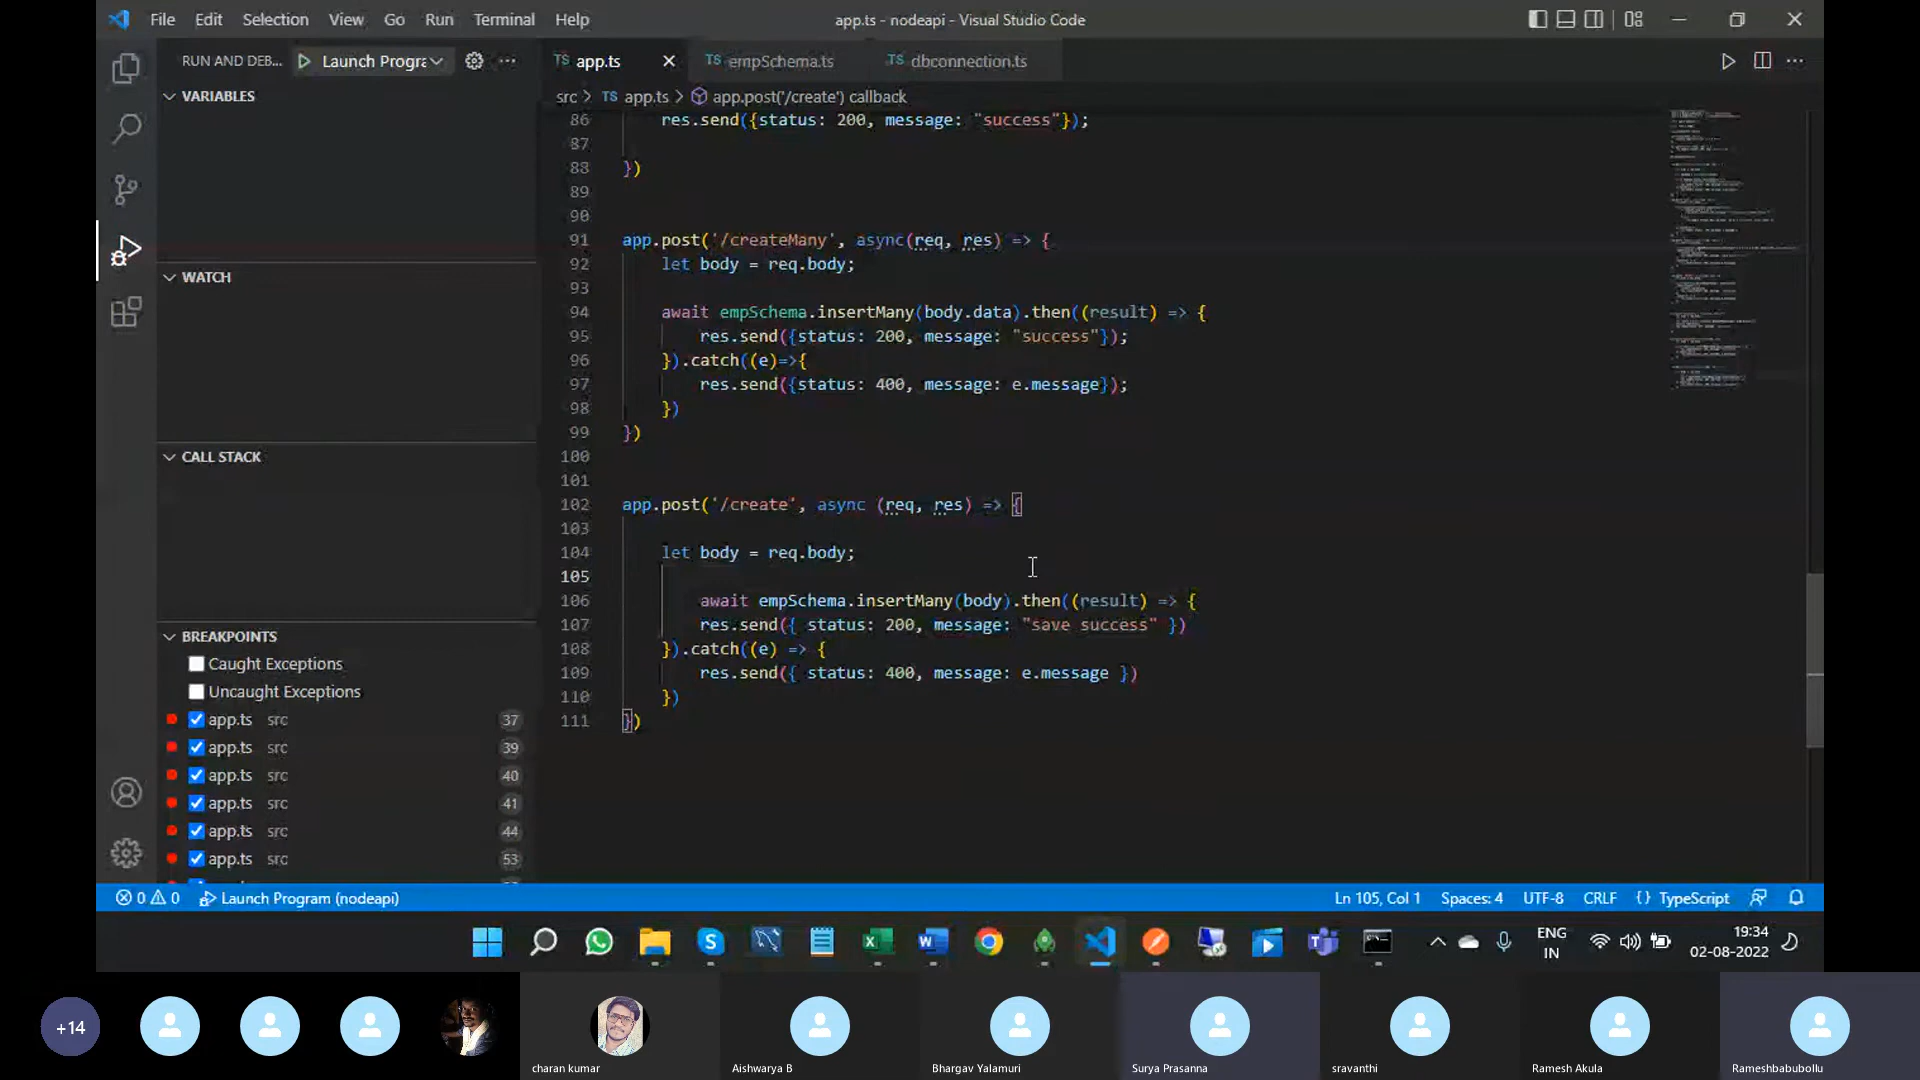 File Edit Selection View Go Run Terminal Help
app.ts - nodeapi - Visual Studio Code
RUN AND DEB... Launch Progra
TS app.ts
TS empSchema.ts
TS dbconnection.ts
src > TS app.ts > app.post('/create') callback
VARIABLES
WATCH
CALL STACK
BREAKPOINTS
Caught Exceptions
Uncaught Exceptions
app.ts src 37
app.ts src 39
app.ts src 40
app.ts src 41
app.ts src 44
app.ts src 53
86 res.send({status: 200, message: "success"});
87
88 })
89
90
91 app.post('/createMany', async(req, res) => {
92 let body = req.body;
93
94 await empSchema.insertMany(body.data).then((result) => {
95 res.send({status: 200, message: "success"});
96 }).catch((e)=>{
97 res.send({status: 400, message: e.message});
98 })
99 })
100
101
102 app.post('/create', async (req, res) => {
103
104 let body = req.body;
105
106 await empSchema.insertMany(body).then((result) => {
107 res.send({ status: 200, message: "save success" })
108 }).catch((e) => {
109 res.send({ status: 400, message: e.message })
110 })
111 })
0 0 Launch Program (nodeapi)
Ln 105, Col 1 Spaces: 4 UTF-8 CRLF {} TypeScript
ENG
IN
19:34
02-08-2022
+14
charan kumar
Aishwarya B
Bhargav Yalamuri
Surya Prasanna
sravanthi
Ramesh Akula
Rameshbabubollu